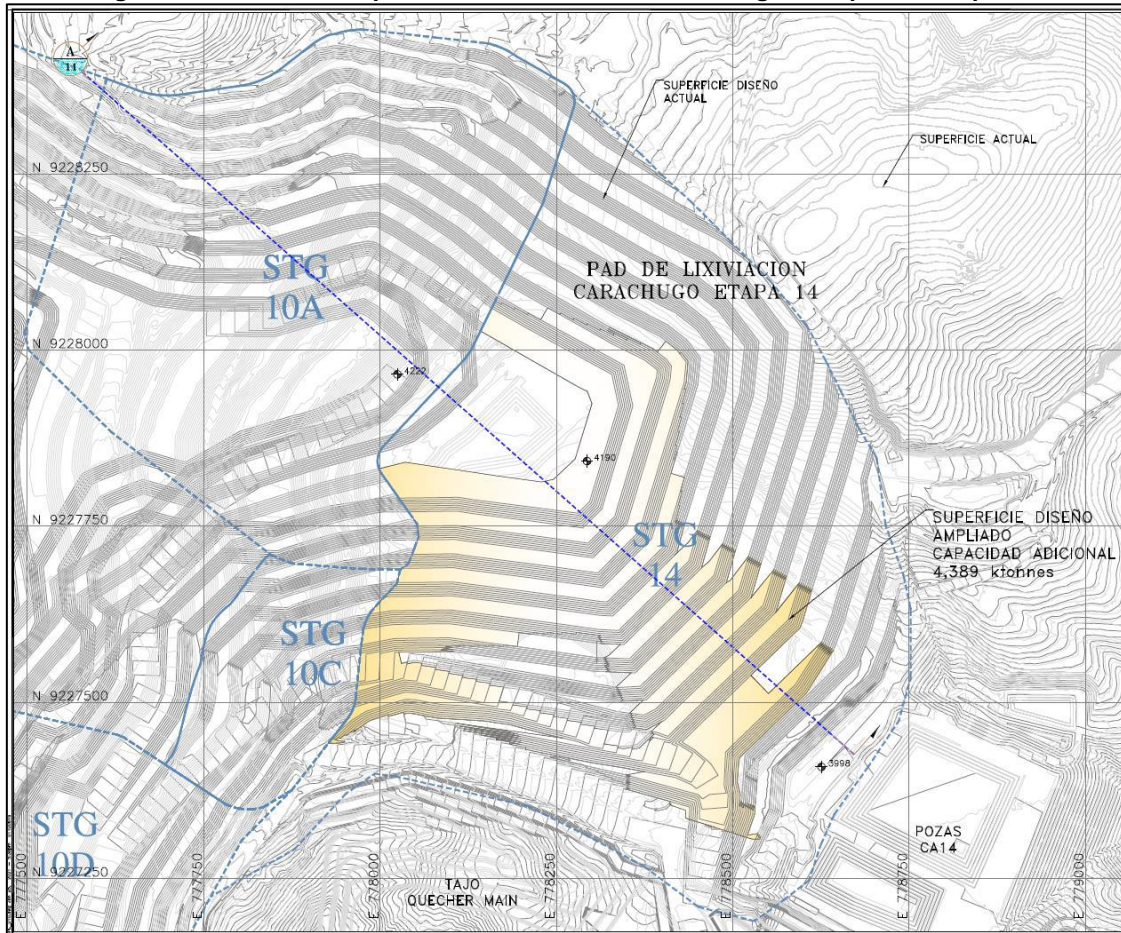 A
14
SUPERFICIE DISEÑO
ACTUAL
SUPERFICIE ACTUAL
N 9228250
STG
10A
PAD DE LIXIVIACION
CARACHUGO ETAPA 14
N 9228000
4222
4190
N 9227750
STG
14
SUPERFICIE DISEÑO
AMPLIADO
CAPACIDAD ADICIONAL
4,389 ktonnes
STG
10C
N 9227500
3998
STG
10D
POZAS
CA14
N 9227250
TAJO
QUECHER MAIN
E 777500
E 777750
E 778000
E 778250
E 778500
E 778750
E 779000